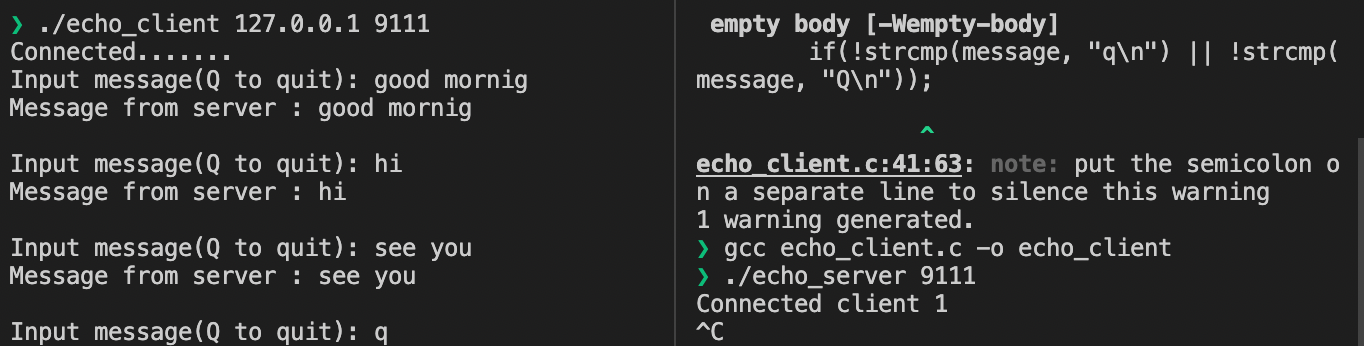 ❯ ./echo_client 127.0.0.1 9111
Connected.......
Input message(Q to quit): good mornig
Message from server : good mornig
Input message(Q to quit): hi
Message from server : hi
Input message(Q to quit): see you
Message from server : see you
Input message(Q to quit): q
empty body [-Wempty-body]
if(!strcmp(message, "q\n") || !strcmp(
message, "Q\n"));
^
echo_client.c:41:63: note: put the semicolon o
n a separate line to silence this warning
1 warning generated.
❯ gcc echo_client.c -o echo_client
❯ ./echo_server 9111
Connected client 1
^C